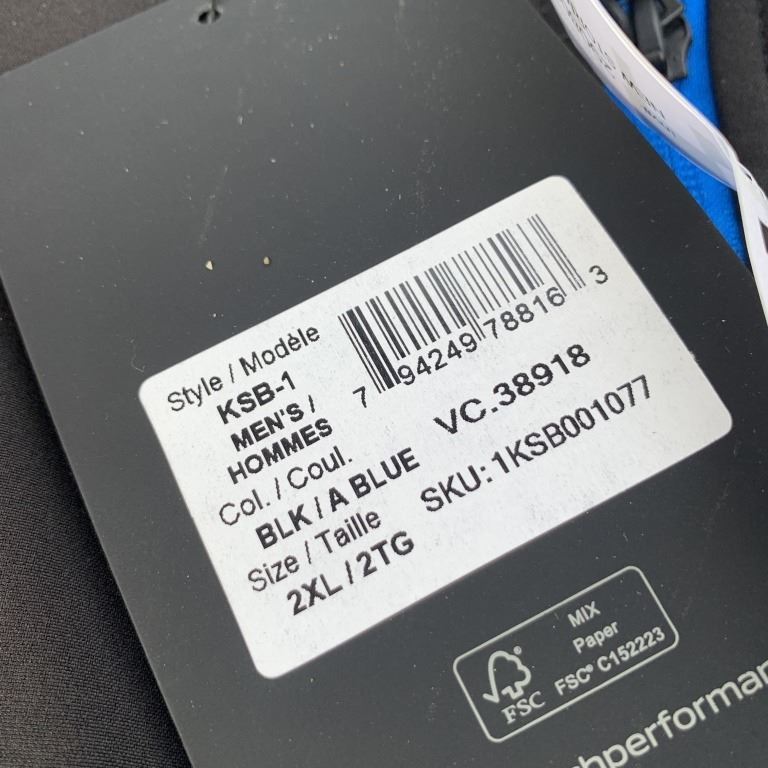 Style / Modèle
KSB-1
MEN'S /
HOMMES
Col. / Coul.
BLK / A BLUE
Size / Taille
2XL / 2TG
7 94249 78816 3
VC.38918
SKU: 1KSB001077
MIX
Paper
FSC® C152223
FSC